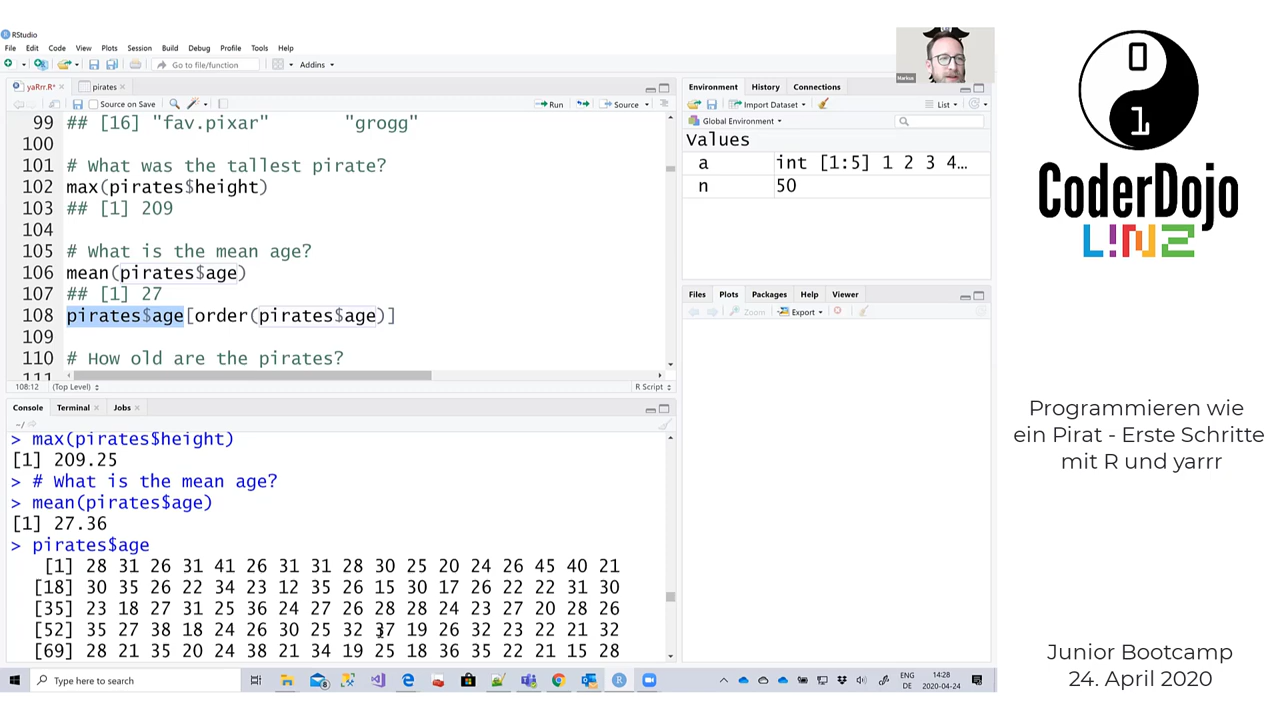 RStudio
File Edit Code View Plots Session Build Debug Profile Tools Help
Go to file/function
Addins
Markus
yaRrr.R*
pirates
Source on Save
Run
Source
99 ## [16] "fav.pixar" "grogg"
100
101 # What was the tallest pirate?
102 max(pirates$height)
103 ## [1] 209
104
105 # What is the mean age?
106 mean(pirates$age)
107 ## [1] 27
108 pirates$age[order(pirates$age)]
109
110 # How old are the pirates?
111
108:12 (Top Level) R Script
Console Terminal Jobs
~/
> max(pirates$height)
[1] 209.25
> # What is the mean age?
> mean(pirates$age)
[1] 27.36
> pirates$age
[1] 28 31 26 31 41 26 31 31 28 30 25 20 24 26 45 40 21
[18] 30 35 26 22 34 23 12 35 26 15 30 17 26 22 22 31 30
[35] 23 18 27 31 25 36 24 27 26 28 28 24 23 27 20 28 26
[52] 35 27 38 18 24 26 30 25 32 37 19 26 32 23 22 21 32
[69] 28 21 35 20 24 38 21 34 19 25 18 36 35 22 21 15 28
Environment History Connections
Import Dataset
List
Global Environment
Values
a int [1:5] 1 2 3 4…
n 50
Files Plots Packages Help Viewer
Zoom Export
Type here to search
8
ENG
DE
14:28
2020-04-24
0
1
CoderDojo
L!NZ
Programmieren wie
ein Pirat - Erste Schritte
mit R und yarrr
Junior Bootcamp
24. April 2020